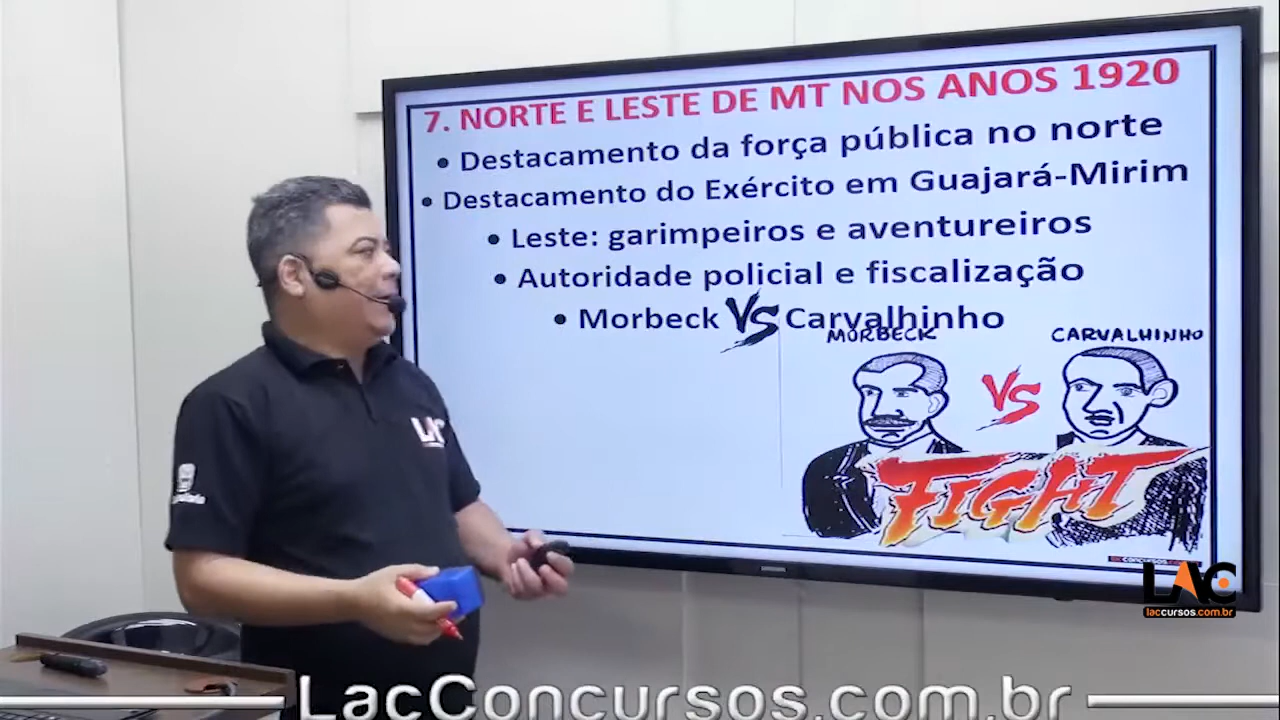 7. NORTE E LESTE DE MT NOS ANOS 1920
• Destacamento da força pública no norte
• Destacamento do Exército em Guajará-Mirim
• Leste: garimpeiros e aventureiros
• Autoridade policial e fiscalização
• Morbeck VS Carvalhinho
MORBECK
CARVALHINHO
VS
FIGHT
LAC
LAC
laccursos.com.br
LacConcursos.com.br